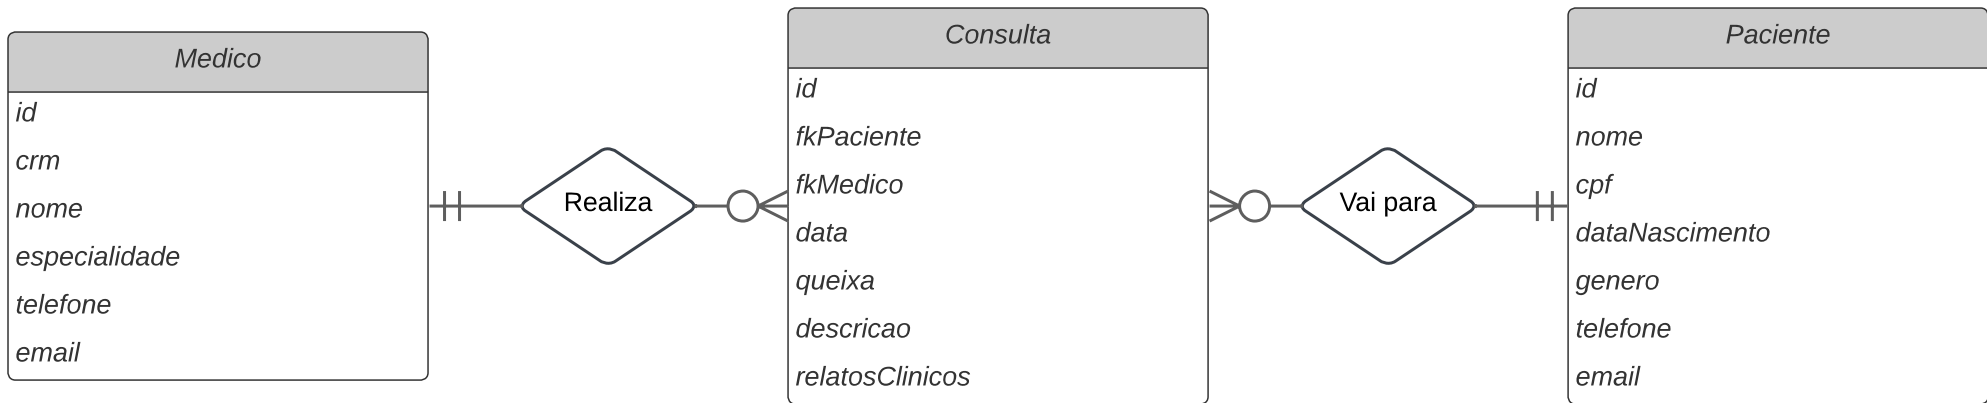 Medico
id
crm
nome
especialidade
telefone
email
Realiza
Consulta
id
fkPaciente
fkMedico
data
queixa
descricao
relatosClinicos
Vai para
Paciente
id
nome
cpf
dataNascimento
genero
telefone
email